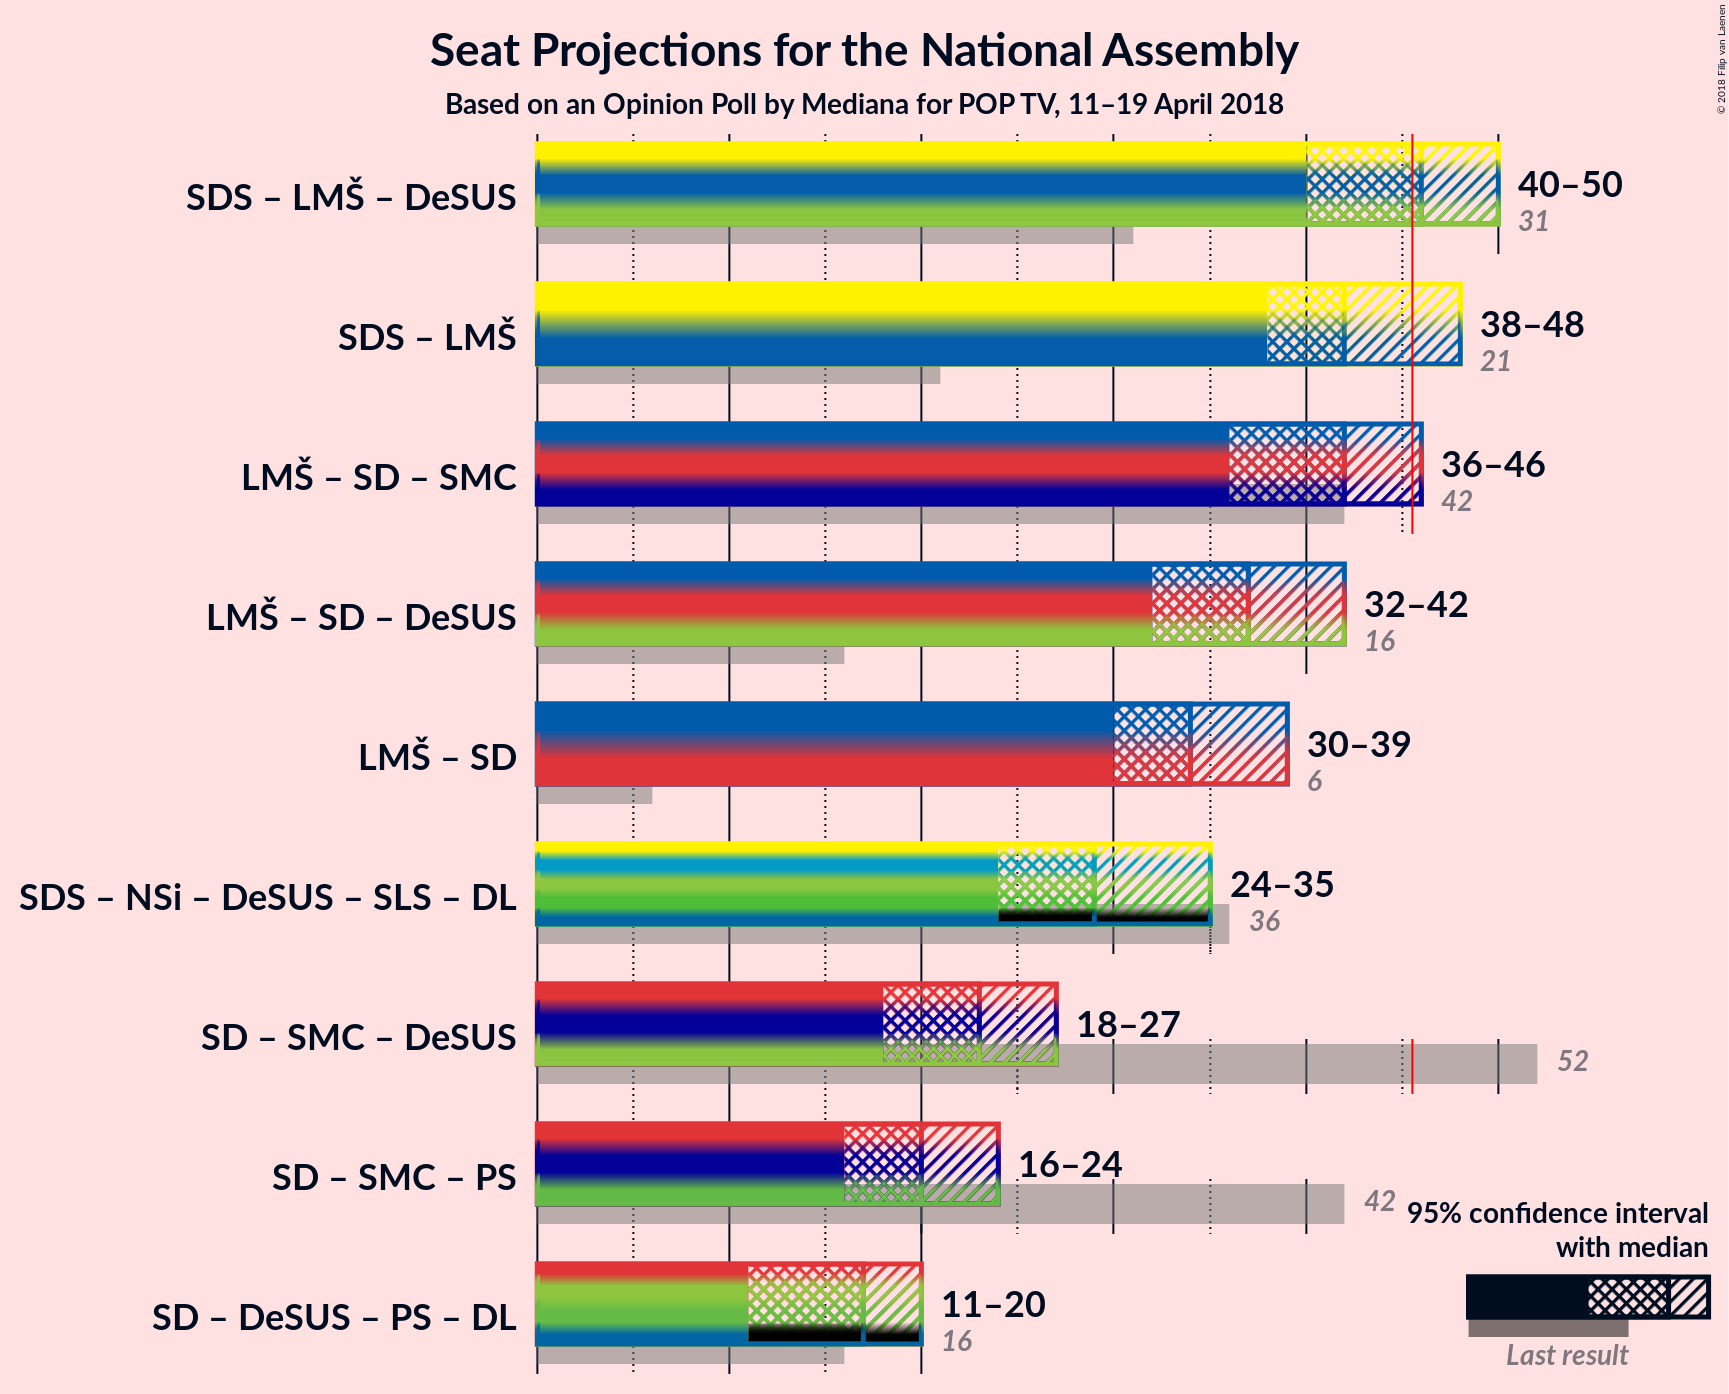 Seat Projections for the National Assembly
Based on an Opinion Poll by Mediana for POP TV, 11–19 April 2018
© 2018 Filip van Laenen
SDS – LMŠ – DeSUS
40–50
31
SDS – LMŠ
38–48
21
LMŠ – SD – SMC
36–46
42
LMŠ – SD – DeSUS
32–42
16
LMŠ – SD
30–39
6
SDS – NSi – DeSUS – SLS – DL
24–35
36
SD – SMC – DeSUS
18–27
52
SD – SMC – PS
16–24
42
SD – DeSUS – PS – DL
11–20
16
95% confidence interval
with median
Last result